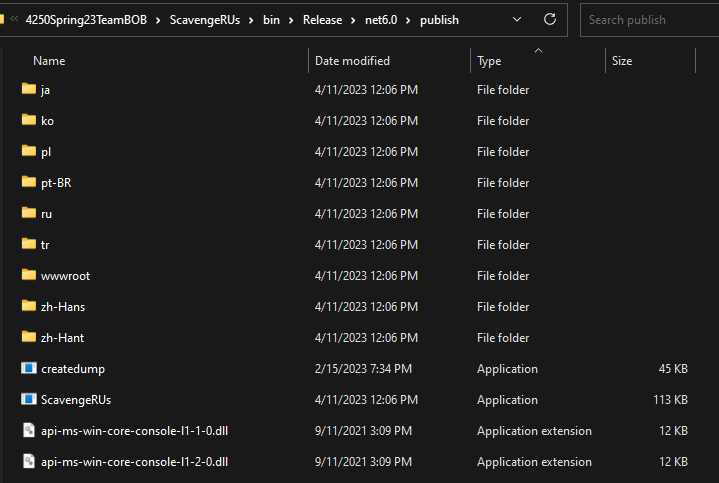 « 4250Spring23TeamBOB > ScavengeRUs > bin > Release > net6.0 > publish
Search publish
Name Date modified Type Size
ja 4/11/2023 12:06 PM File folder
ko 4/11/2023 12:06 PM File folder
pl 4/11/2023 12:06 PM File folder
pt-BR 4/11/2023 12:06 PM File folder
ru 4/11/2023 12:06 PM File folder
tr 4/11/2023 12:06 PM File folder
wwwroot 4/11/2023 12:06 PM File folder
zh-Hans 4/11/2023 12:06 PM File folder
zh-Hant 4/11/2023 12:06 PM File folder
createdump 2/15/2023 7:34 PM Application 45 KB
ScavengeRUs 4/11/2023 12:06 PM Application 113 KB
api-ms-win-core-console-l1-1-0.dll 9/11/2021 3:09 PM Application extension 12 KB
api-ms-win-core-console-l1-2-0.dll 9/11/2021 3:09 PM Application extension 12 KB